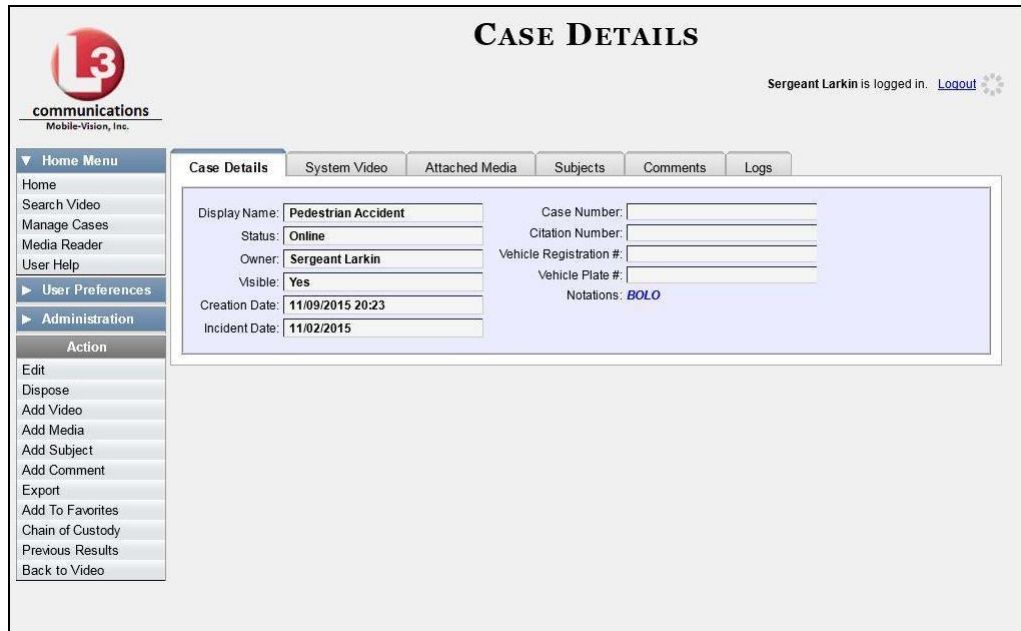 CASE DETAILS
L3
communications
Mobile-Vision, Inc.
Sergeant Larkin is logged in. Logout
Home Menu
Home
Search Video
Manage Cases
Media Reader
User Help
User Preferences
Administration
Action
Edit
Dispose
Add Video
Add Media
Add Subject
Add Comment
Export
Add To Favorites
Chain of Custody
Previous Results
Back to Video
Case Details System Video Attached Media Subjects Comments Logs
Display Name: Pedestrian Accident
Status: Online
Owner: Sergeant Larkin
Visible: Yes
Creation Date: 11/09/2015 20:23
Incident Date: 11/02/2015
Case Number:
Citation Number:
Vehicle Registration #:
Vehicle Plate #:
Notations: BOLO